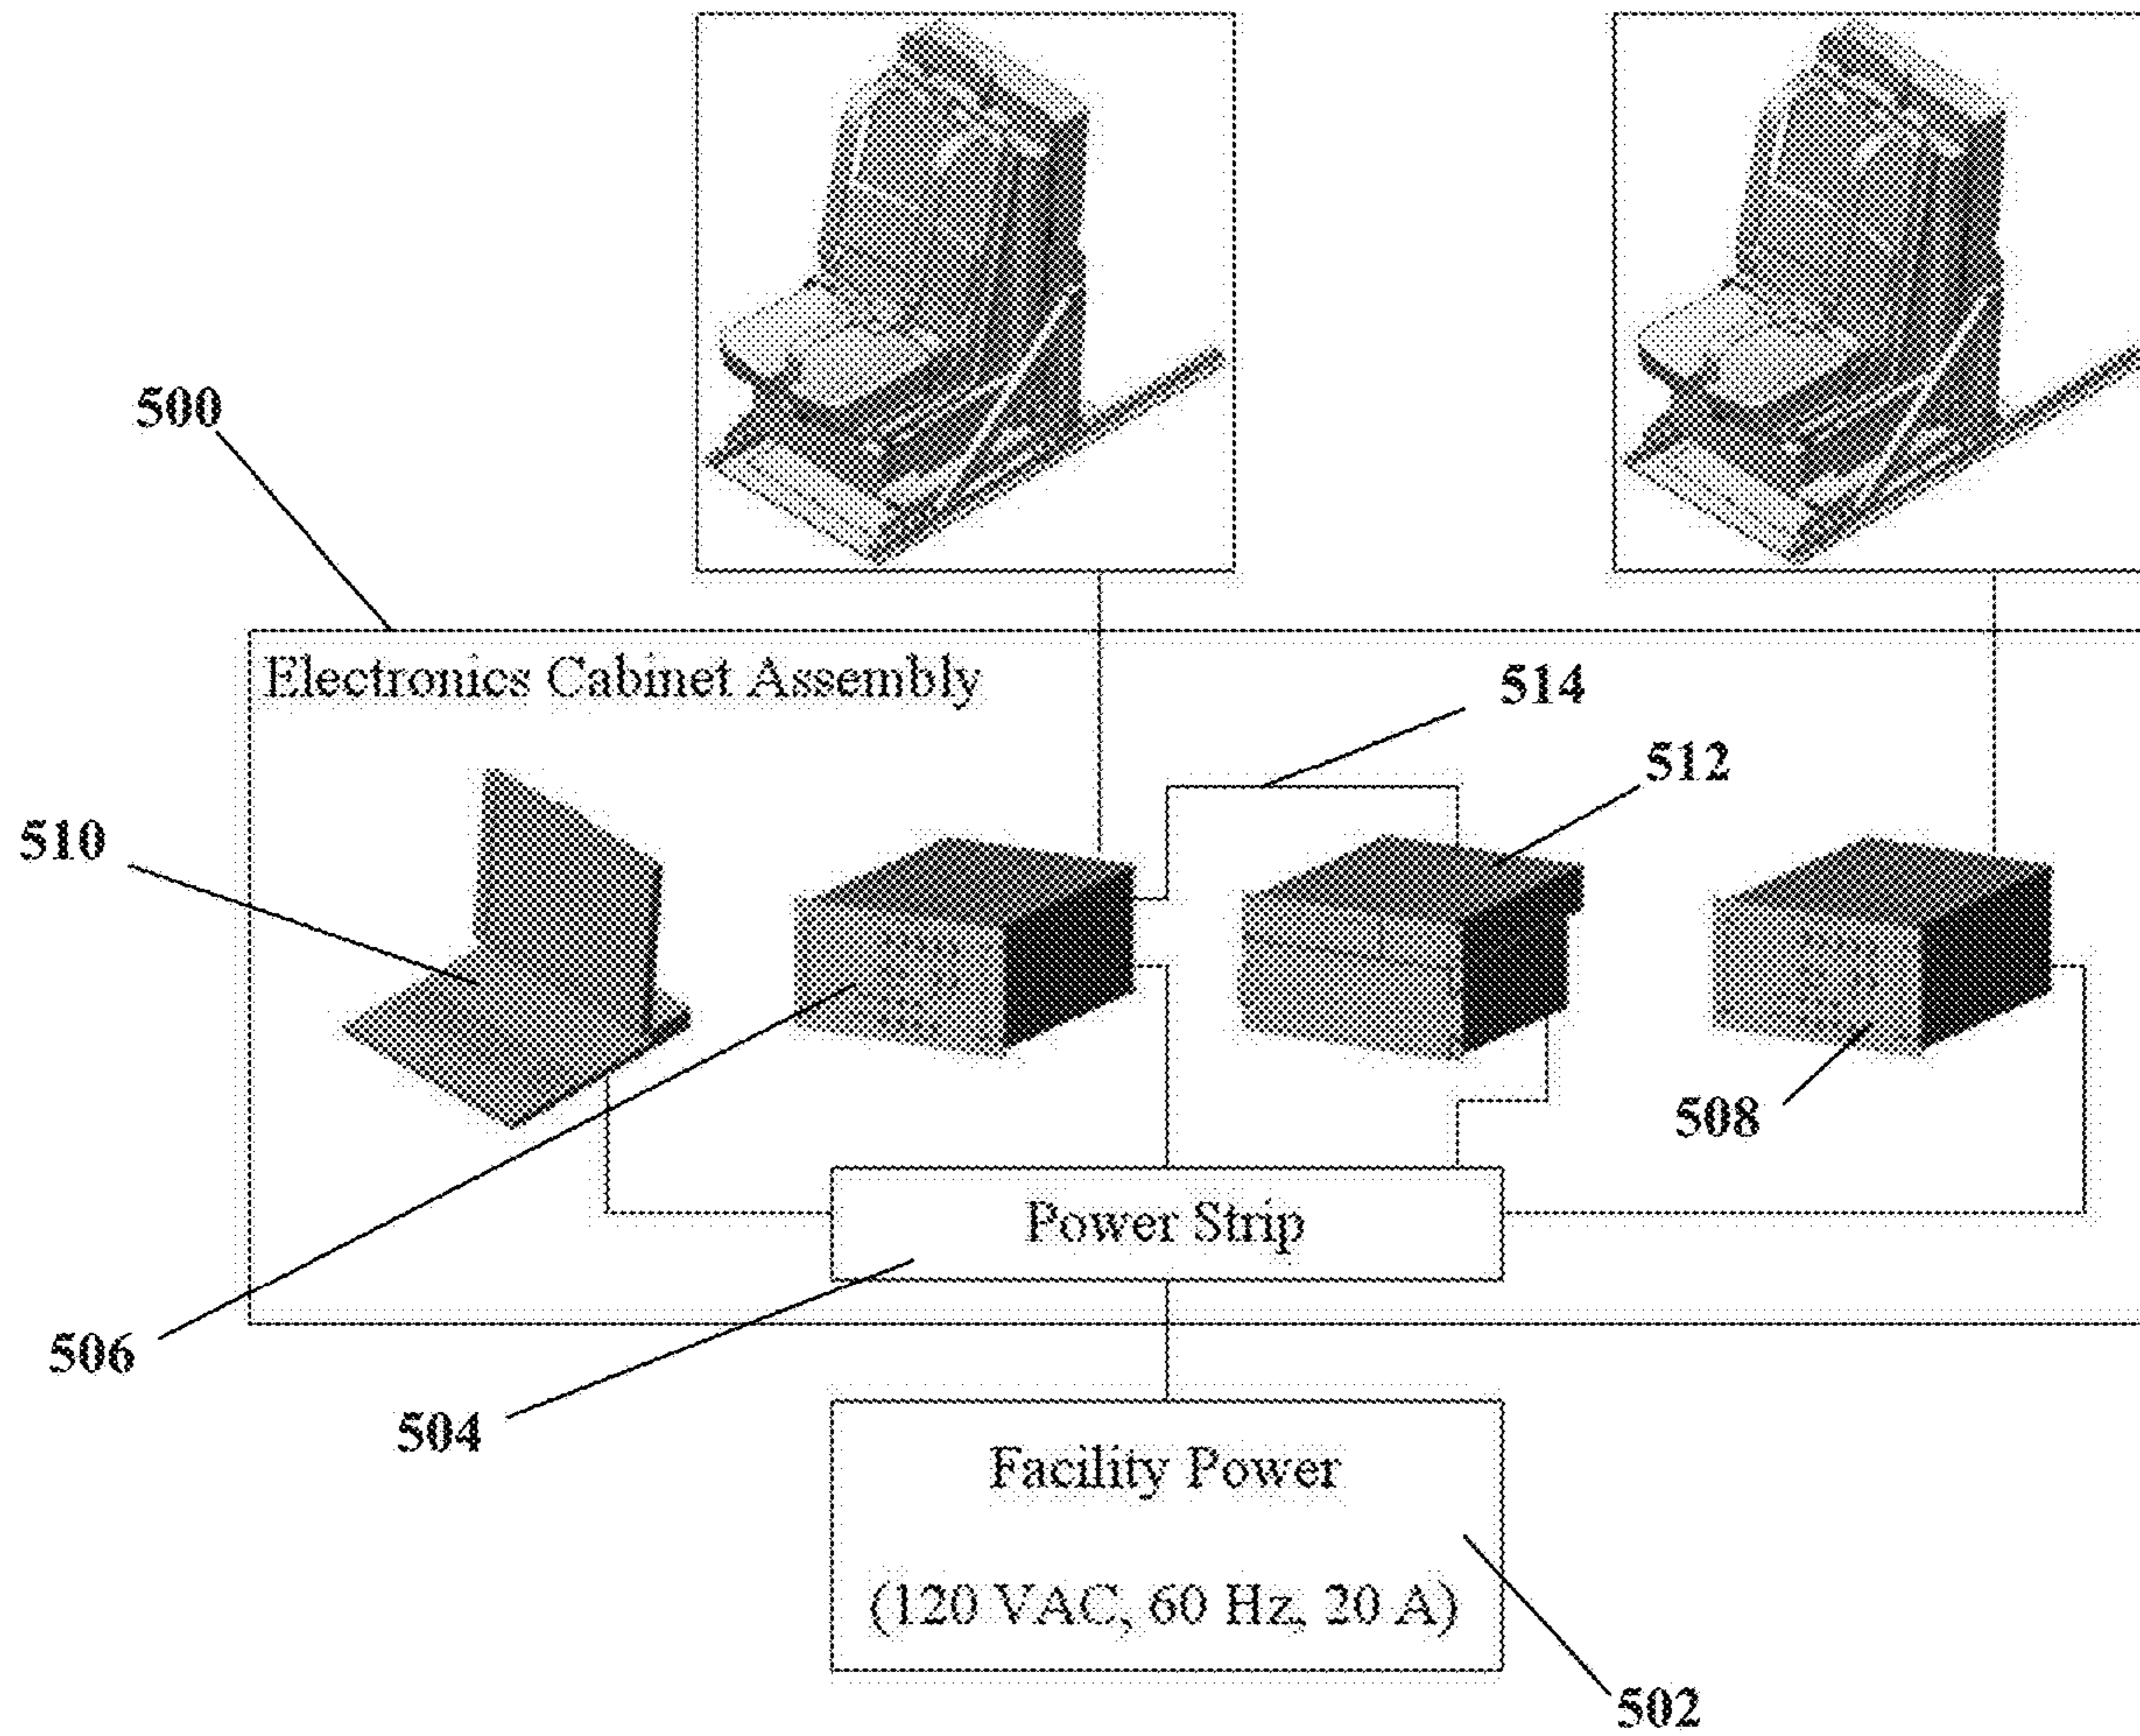 500
Electronics Cabinet Assembly
514
512
510
508
Power Strip
506
504
Facility Power
(120 VAC, 60 Hz, 20 A)
502